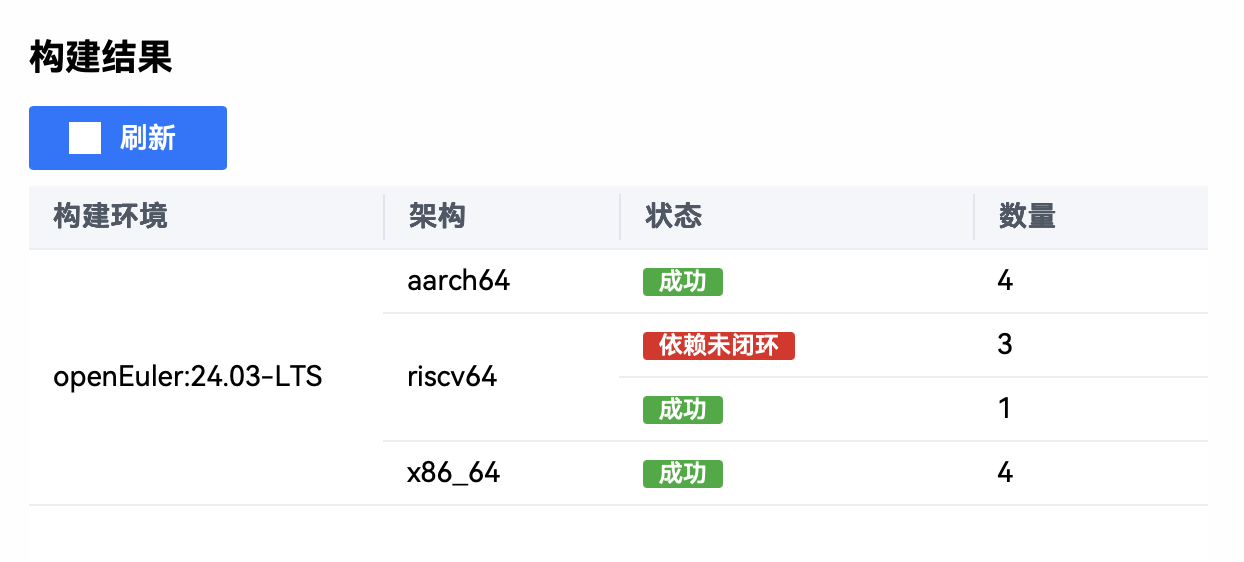 构建结果
刷新
构建环境 架构 状态 数量
aarch64 成功 4
依赖未闭环 3
openEuler:24.03-LTS riscv64
成功 1
x86_64 成功 4